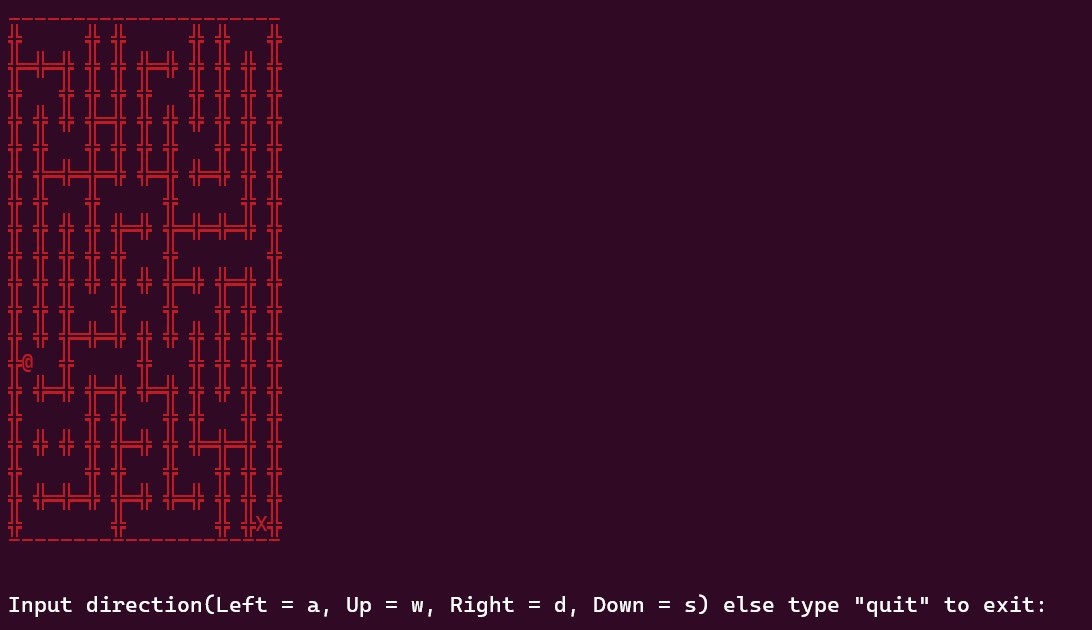 @
X
Input direction(Left = a, Up = w, Right = d, Down = s) else type "quit" to exit: